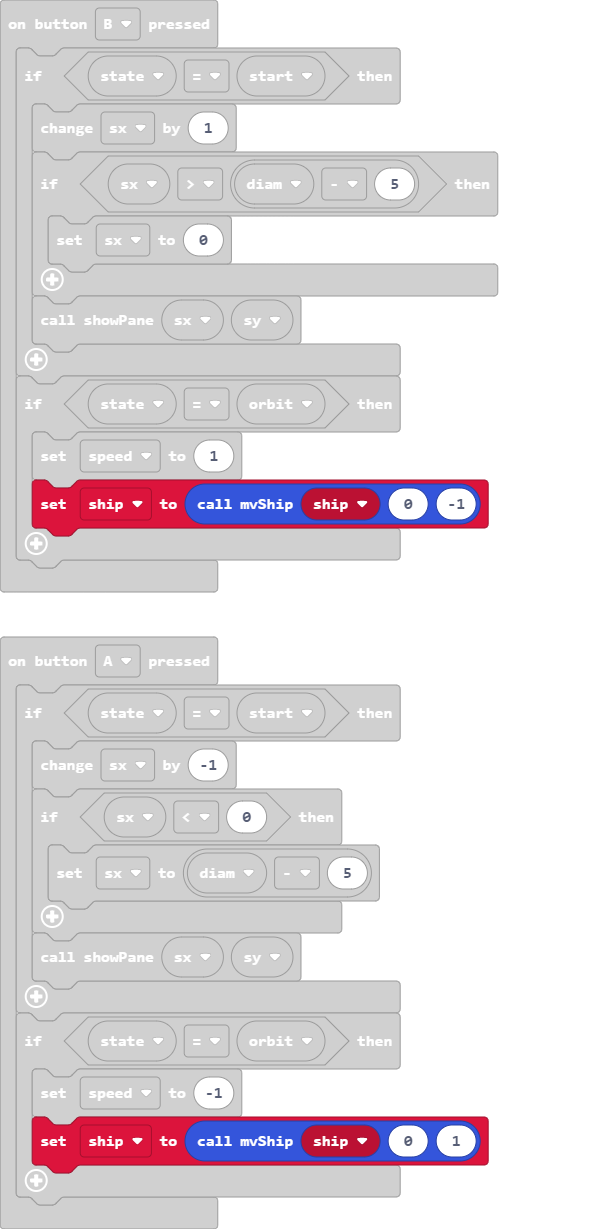 on button B pressed
if state = start then
change sx by 1
if sx > diam - 5 then
set sx to 0
call showPane sx sy
if state = orbit then
set speed to 1
set ship to call mvShip ship 0 -1
on button A pressed
if state = start then
change sx by -1
if sx < 0 then
set sx to diam - 5
call showPane sx sy
if state = orbit then
set speed to -1
set ship to call mvShip ship 0 1